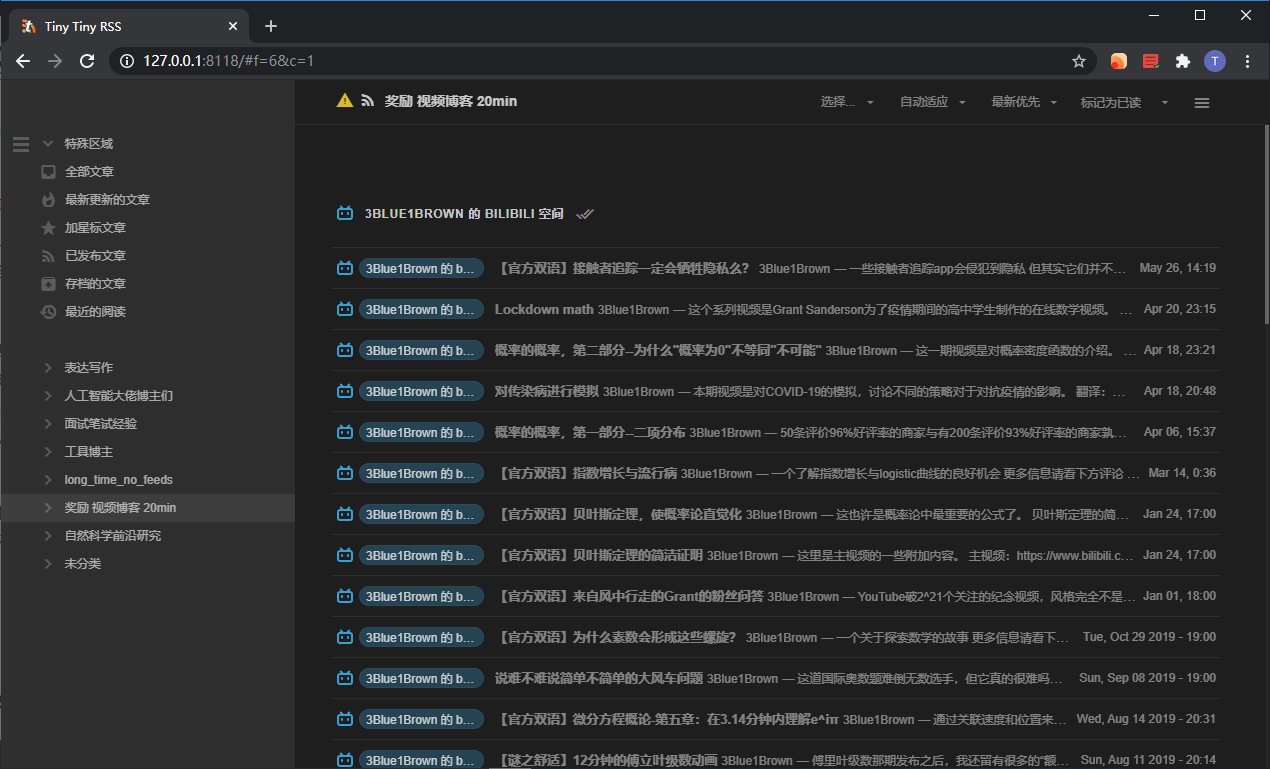 Tiny Tiny RSS
127.0.0.1:8118/#f=6&c=1
T
奖励 视频博客 20min
选择...
自动适应
最新优先
标记为已读
特殊区域
全部文章
最新更新的文章
加星标文章
已发布文章
存档的文章
最近的阅读
表达写作
人工智能大佬博主们
面试笔试经验
工具博主
long_time_no_feeds
奖励 视频博客 20min
自然科学前沿研究
未分类
3BLUE1BROWN 的 BILIBILI 空间
3Blue1Brown 的 b... 【官方双语】接触者追踪一定会牺牲隐私么? 3Blue1Brown — 一些接触者追踪app会侵犯到隐私 但其实它们并不... May 26, 14:19
3Blue1Brown 的 b... Lockdown math 3Blue1Brown — 这个系列视频是Grant Sanderson为了疫情期间的高中学生制作的在线数学视频。 ... Apr 20, 23:15
3Blue1Brown 的 b... 概率的概率，第二部分--为什么"概率为0"不等同"不可能" 3Blue1Brown — 这一期视频是对概率密度函数的介绍。 ... Apr 18, 23:21
3Blue1Brown 的 b... 对传染病进行模拟 3Blue1Brown — 本期视频是对COVID-19的模拟，讨论不同的策略对于对抗疫情的影响。 翻译： ... Apr 18, 20:48
3Blue1Brown 的 b... 概率的概率，第一部分--二项分布 3Blue1Brown — 50条评价96%好评率的商家与有200条评价93%好评率的商家孰... Apr 06, 15:37
3Blue1Brown 的 b... 【官方双语】指数增长与流行病 3Blue1Brown — 一个了解指数增长与logistic曲线的良好机会 更多信息请看下方评论 ... Mar 14, 0:36
3Blue1Brown 的 b... 【官方双语】贝叶斯定理，使概率论直觉化 3Blue1Brown — 这也许是概率论中最重要的公式了。 贝叶斯定理的简... Jan 24, 17:00
3Blue1Brown 的 b... 【官方双语】贝叶斯定理的简洁证明 3Blue1Brown — 这里是主视频的一些附加内容。 主视频：https://www.bilibili.c... Jan 24, 17:00
3Blue1Brown 的 b... 【官方双语】来自风中行走的Grant的粉丝问答 3Blue1Brown — YouTube破2^21个关注的纪念视频，风格完全不是... Jan 01, 18:00
3Blue1Brown 的 b... 【官方双语】为什么素数会形成这些螺旋? 3Blue1Brown — 一个关于探索数学的故事 更多信息请看下... Tue, Oct 29 2019 - 19:00
3Blue1Brown 的 b... 说难不难说简单不简单的大风车问题 3Blue1Brown — 这道国际奥数题难倒无数选手，但它真的很难吗... Sun, Sep 08 2019 - 19:00
3Blue1Brown 的 b... 【官方双语】微分方程概论-第五章：在3.14分钟内理解e^iπ 3Blue1Brown — 通过关联速度和位置来... Wed, Aug 14 2019 - 20:31
3Blue1Brown 的 b... 【谜之舒适】12分钟的傅立叶级数动画 3Blue1Brown — 傅里叶级数那期发布之后，我还留有很多的"额... Sun, Aug 11 2019 - 20:14